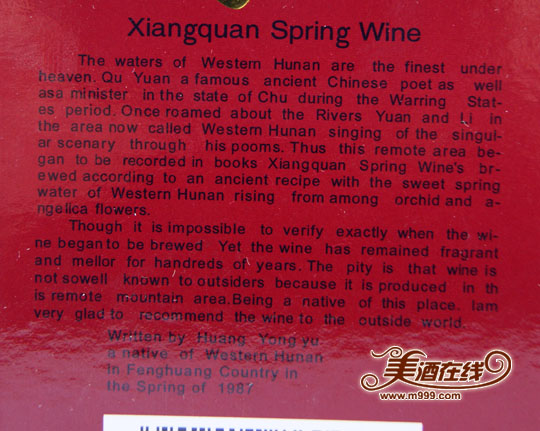 Xiangquan Spring Wine
The waters of Western Hunan are the finest under
heaven. Qu Yuan a famous ancient Chinese poet as well
asa minister in the state of Chu during the Warring Stat-
es period. Once roamed about the Rivers Yuan and Li in
the area now called Western Hunan singing of the singul-
ar scenary through his pooms. Thus this remote area be-
gan to be recorded in books Xiangquan Spring Wine's br-
ewed according to an ancient recipe with the sweet spring
water of Western Hunan rising from among orchid and a-
ngelica flowers.
Though it is impossible to verify exactly when the wi-
ne began to be brewed Yet the wine has remained fragrant
and mellor for handreds of years. The pity is that wine is
not sowell known to outsiders because it is produced in th
is remote mountain area.Being a native of this place. Iam
very glad to recommend the wine to the outside world
Written by Huang Yong yu
a native of Western Hunan
in Fenghuang Country in
the Spring of 1987
美酒在线
www.m999.com